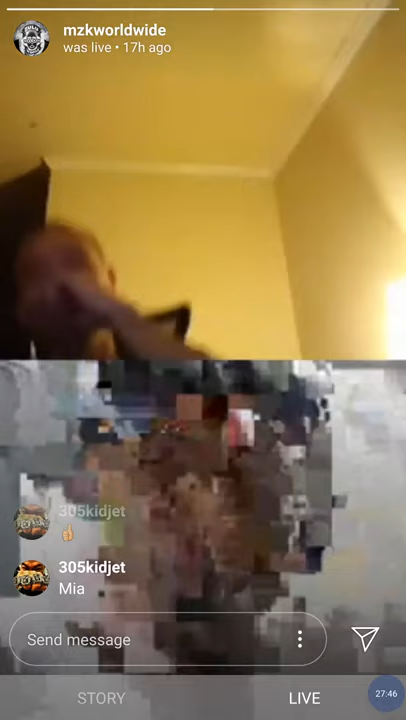 mzkworldwide
was live • 17h ago
305kidjet
👍
305kidjet
Mia
Send message
STORY LIVE 27:46